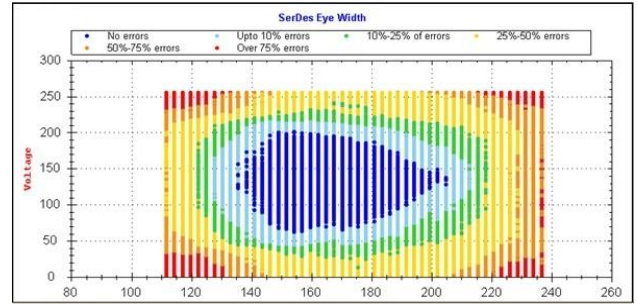 SerDes Eye Width
No errors Upto 10% errors 10%-25% of errors 25%-50% errors
50%-75% errors Over 75% errors
300
250
200
150
100
50
0
Voltage
80 100 120 140 160 180 200 220 240 260